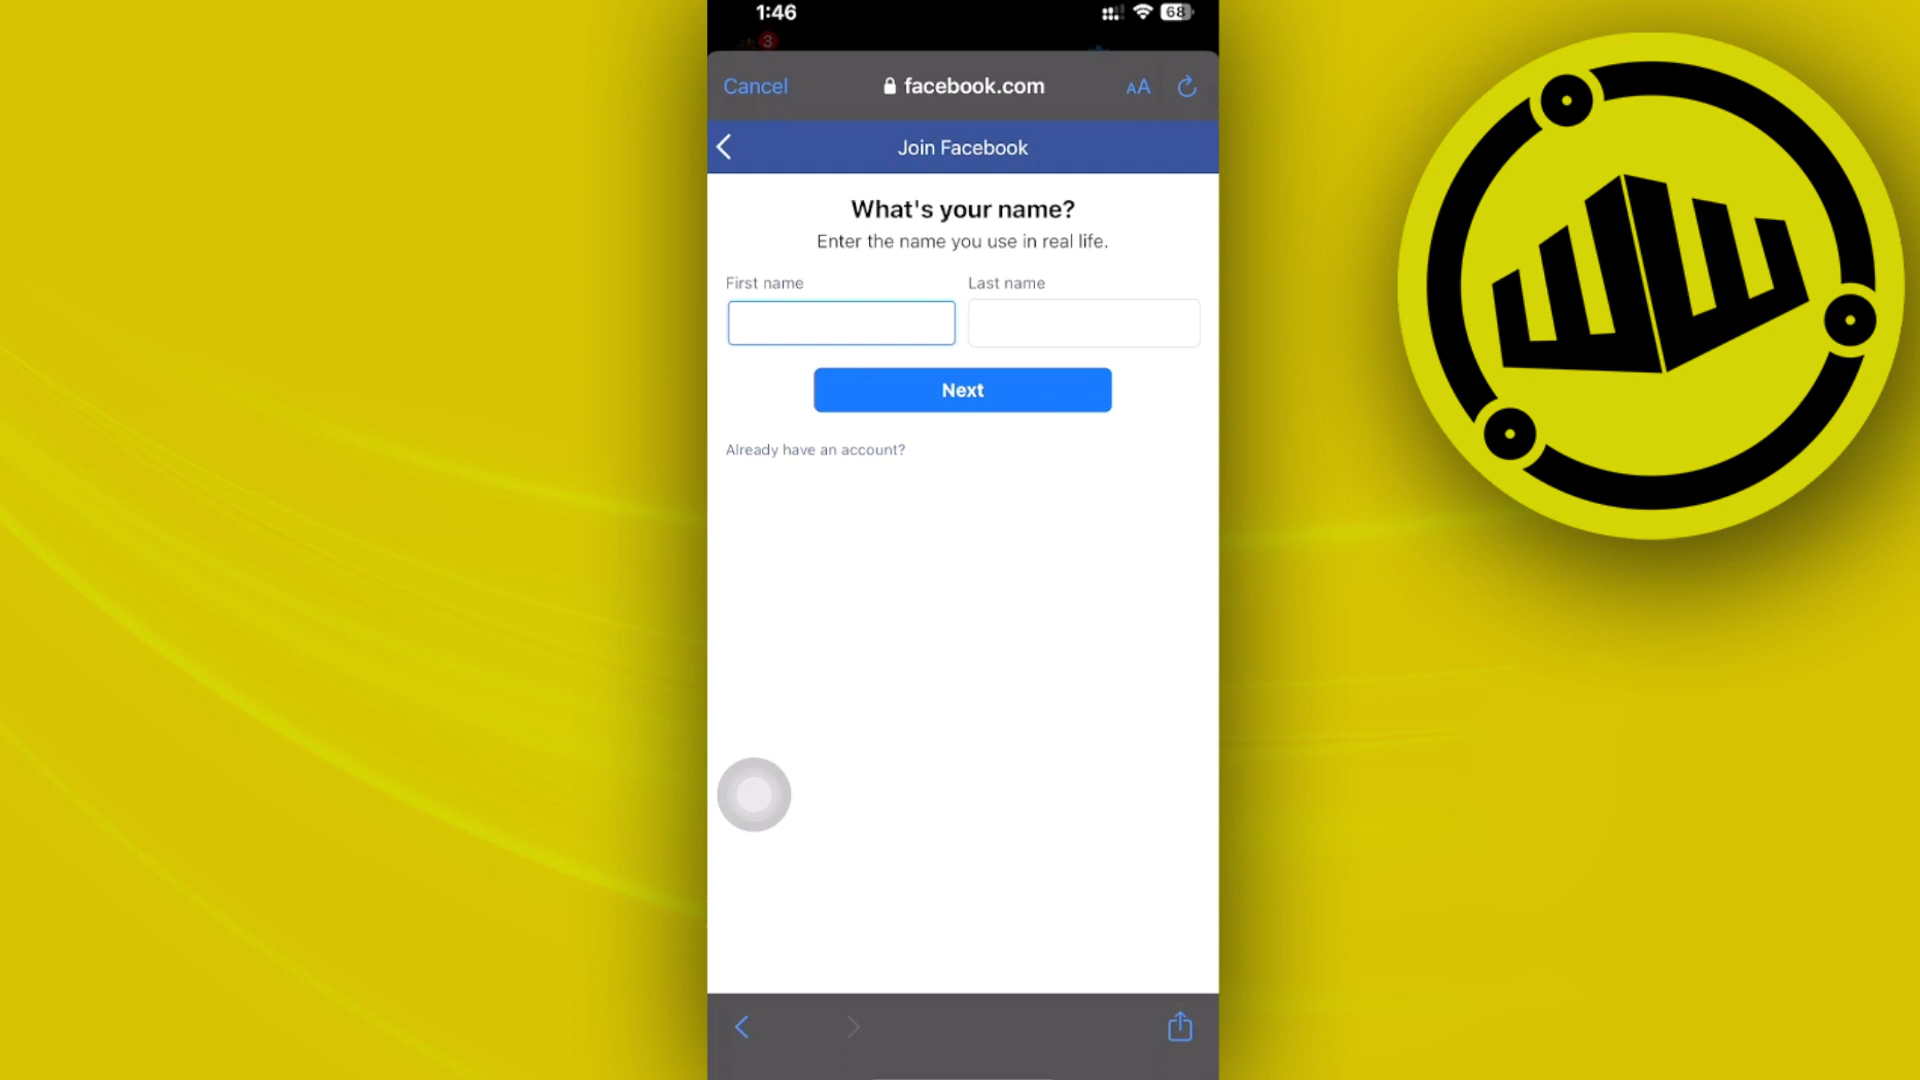 1:46
68
3
Cancel
facebook.com
AA
Join Facebook
What's your name?
Enter the name you use in real life.
First name
Last name
Next
Already have an account?